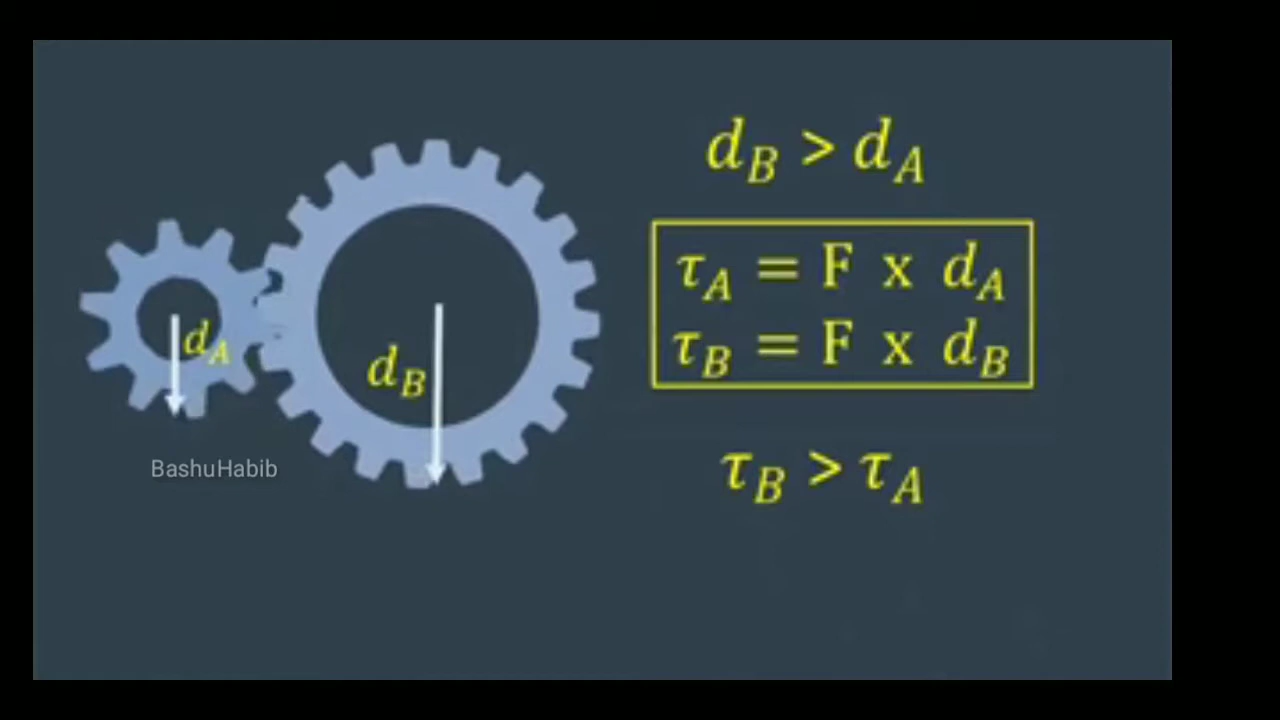 d_B > d_A
τ_A = F x d_A
τ_B = F x d_B
d_A
d_B
BashuHabib
τ_B > τ_A